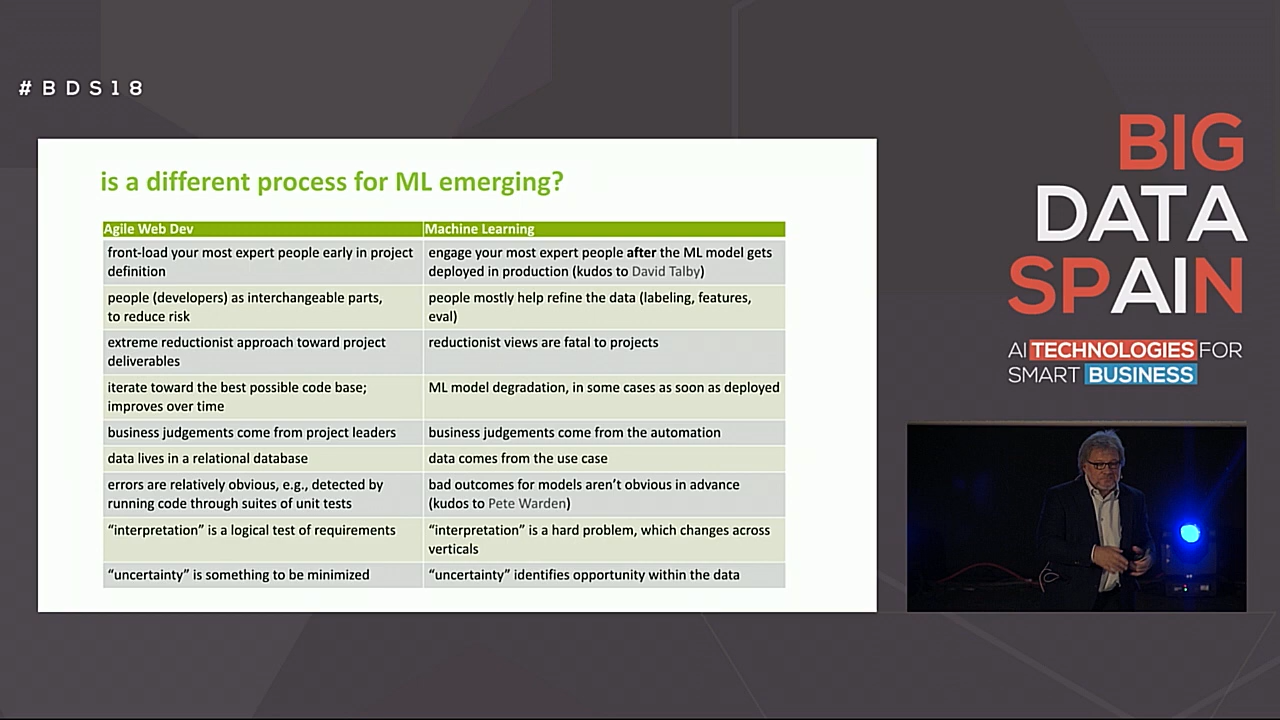 #BDS18
is a different process for ML emerging?
Agile Web Dev
Machine Learning
front-load your most expert people early in project
definition
engage your most expert people after the ML model gets
deployed in production (kudos to David Talby)
people (developers) as interchangeable parts,
to reduce risk
people mostly help refine the data (labeling, features,
eval)
extreme reductionist approach toward project
deliverables
reductionist views are fatal to projects
iterate toward the best possible code base;
improves over time
ML model degradation, in some cases as soon as deployed
business judgements come from project leaders
business judgements come from the automation
data lives in a relational database
data comes from the use case
errors are relatively obvious, e.g., detected by
running code through suites of unit tests
bad outcomes for models aren’t obvious in advance
(kudos to Pete Warden)
“interpretation” is a logical test of requirements
“interpretation” is a hard problem, which changes across
verticals
“uncertainty” is something to be minimized
“uncertainty” identifies opportunity within the data
BIG
DATA
SPAIN
AI TECHNOLOGIES FOR
SMART BUSINESS